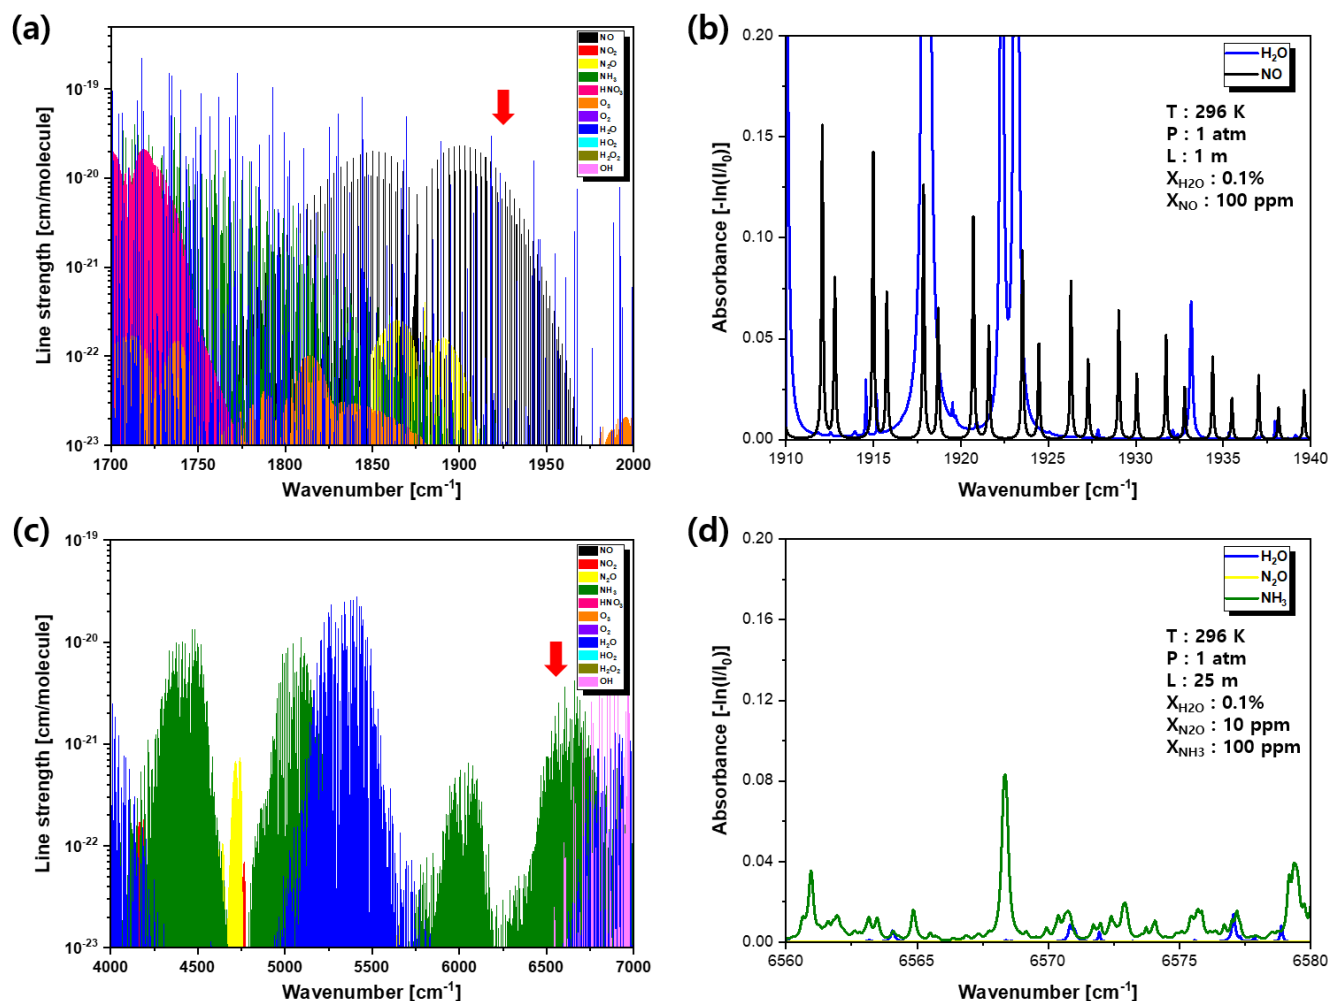 (a)
Line strength [cm/molecule]
10⁻¹⁹
10⁻²⁰
10⁻²¹
10⁻²²
10⁻²³
1700 1750 1800 1850 1900 1950 2000
Wavenumber [cm⁻¹]
NO
NO₂
N₂O
NH₃
HNO₃
O₃
O₂
H₂O
HO₂
H₂O₂
OH
(b)
Absorbance [-ln(I/I₀)]
0.20
0.15
0.10
0.05
0.00
1910 1915 1920 1925 1930 1935 1940
Wavenumber [cm⁻¹]
H₂O
NO
T : 296 K
P : 1 atm
L : 1 m
X_H2O : 0.1%
X_NO : 100 ppm
(c)
Line strength [cm/molecule]
10⁻¹⁹
10⁻²⁰
10⁻²¹
10⁻²²
10⁻²³
4000 4500 5000 5500 6000 6500 7000
Wavenumber [cm⁻¹]
NO
NO₂
N₂O
NH₃
HNO₃
O₃
O₂
H₂O
HO₂
H₂O₂
OH
(d)
Absorbance [-ln(I/I₀)]
0.20
0.16
0.12
0.08
0.04
0.00
6560 6565 6570 6575 6580
Wavenumber [cm⁻¹]
H₂O
N₂O
NH₃
T : 296 K
P : 1 atm
L : 25 m
X_H2O : 0.1%
X_N2O : 10 ppm
X_NH3 : 100 ppm